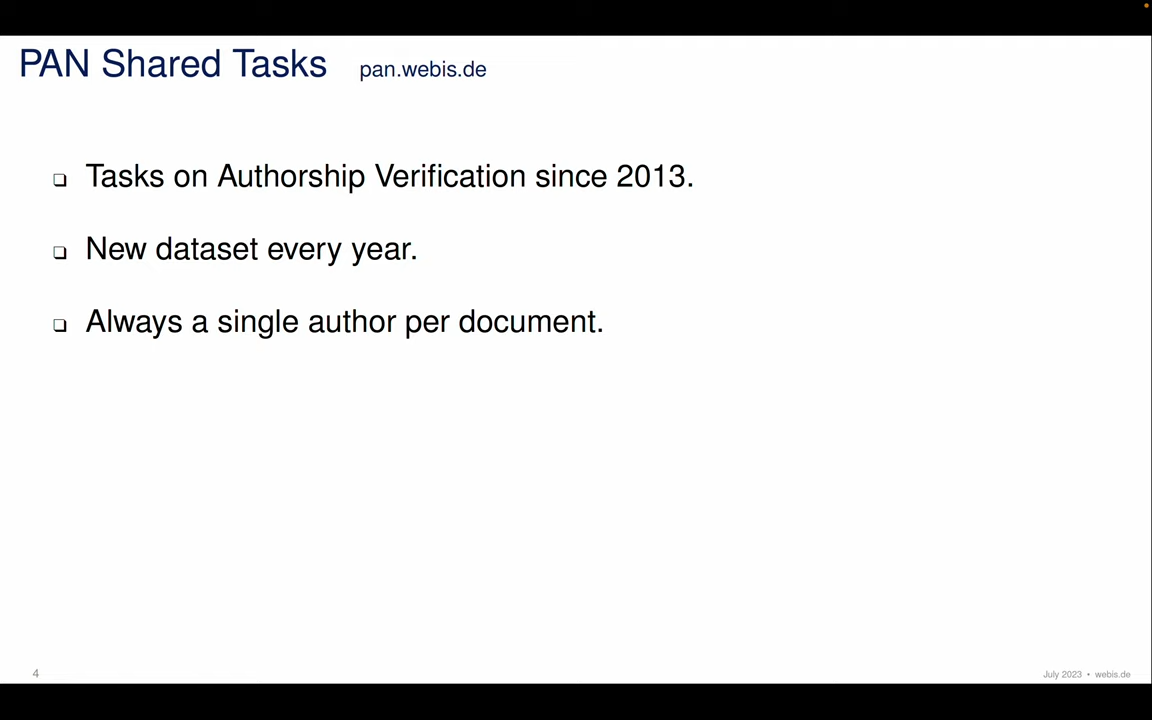 PAN Shared Tasks pan.webis.de
❏ Tasks on Authorship Verification since 2013.
❏ New dataset every year.
❏ Always a single author per document.
4
July 2023 • webis.de